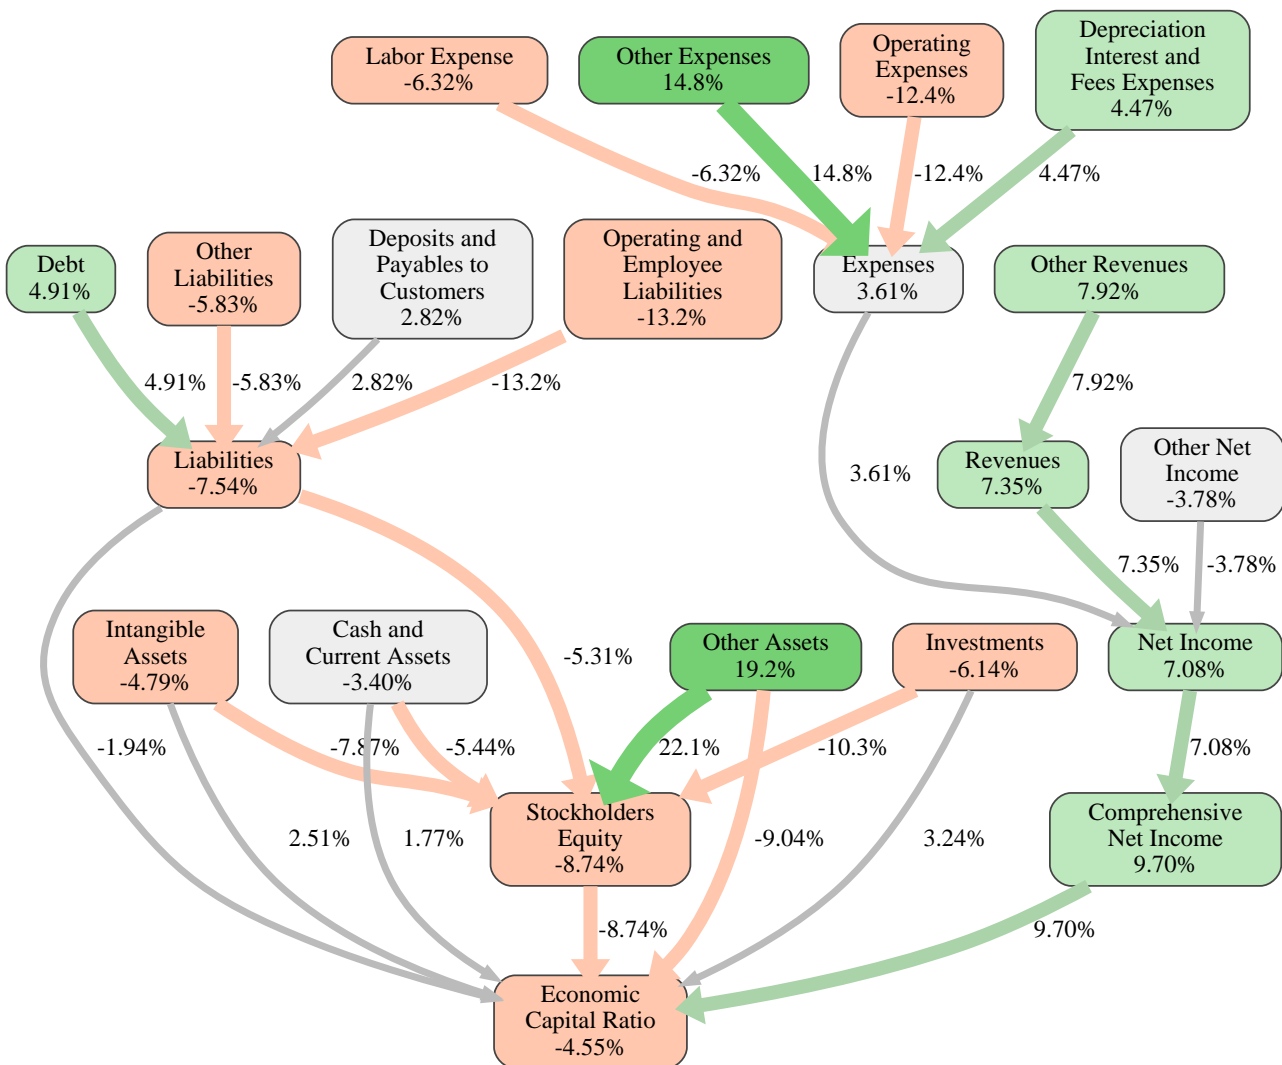 Labor Expense
-6.32%
Other Expenses
14.8%
Operating
Expenses
-12.4%
Depreciation
Interest and
Fees Expenses
4.47%
-6.32%
14.8%
-12.4%
4.47%
Debt
4.91%
Other
Liabilities
-5.83%
Deposits and
Payables to
Customers
2.82%
Operating and
Employee
Liabilities
-13.2%
Expenses
3.61%
Other Revenues
7.92%
4.91%
-5.83%
2.82%
-13.2%
7.92%
Liabilities
-7.54%
3.61%
Revenues
7.35%
Other Net
Income
-3.78%
7.35%
-3.78%
Intangible
Assets
-4.79%
Cash and
Current Assets
-3.40%
-5.31%
Other Assets
19.2%
Investments
-6.14%
Net Income
7.08%
-1.94%
-7.87%
-5.44%
22.1%
-10.3%
7.08%
Stockholders
Equity
-8.74%
Comprehensive
Net Income
9.70%
2.51%
1.77%
-9.04%
3.24%
-8.74%
9.70%
Economic
Capital Ratio
-4.55%